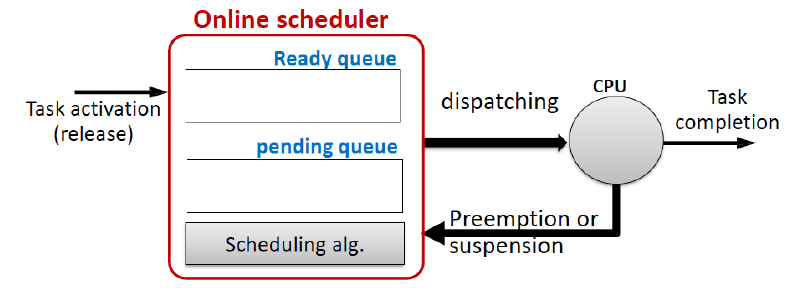 Online scheduler
Ready queue
Task activation
(release)
pending queue
Scheduling alg.
dispatching
CPU
Task
completion
Preemption or
suspension